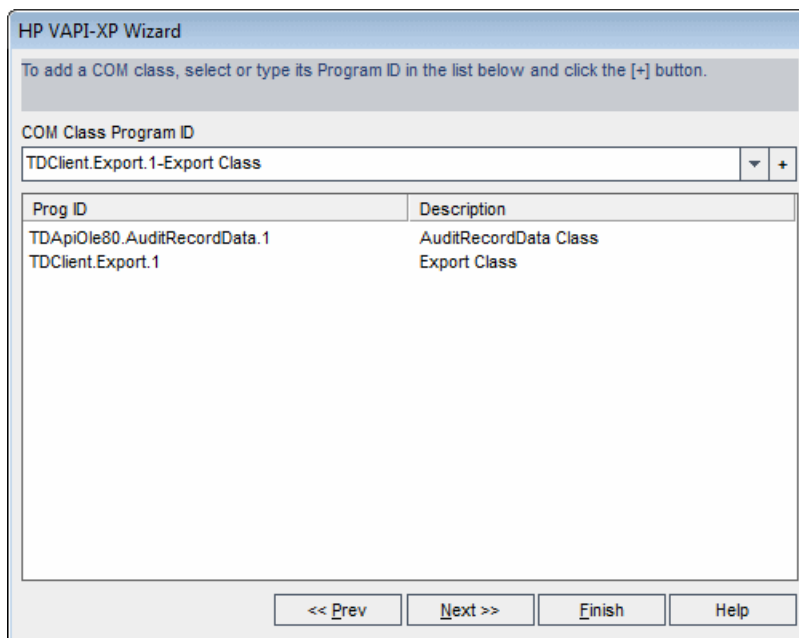 HP VAPI-XP Wizard
To add a COM class, select or type its Program ID in the list below and click the [+] button.
COM Class Program ID
TDClient.Export.1-Export Class +
Prog ID Description
TDApiOle80.AuditRecordData.1 AuditRecordData Class
TDClient.Export.1 Export Class
<< Prev Next >> Finish Help